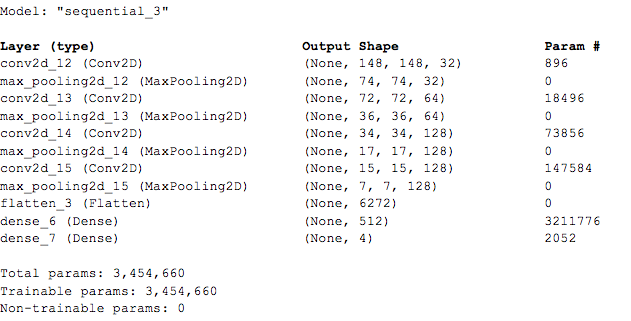 Model: "sequential_3"
Layer (type) Output Shape Param #
conv2d_12 (Conv2D) (None, 148, 148, 32) 896
max_pooling2d_12 (MaxPooling2D) (None, 74, 74, 32) 0
conv2d_13 (Conv2D) (None, 72, 72, 64) 18496
max_pooling2d_13 (MaxPooling2D) (None, 36, 36, 64) 0
conv2d_14 (Conv2D) (None, 34, 34, 128) 73856
max_pooling2d_14 (MaxPooling2D) (None, 17, 17, 128) 0
conv2d_15 (Conv2D) (None, 15, 15, 128) 147584
max_pooling2d_15 (MaxPooling2D) (None, 7, 7, 128) 0
flatten_3 (Flatten) (None, 6272) 0
dense_6 (Dense) (None, 512) 3211776
dense_7 (Dense) (None, 4) 2052
Total params: 3,454,660
Trainable params: 3,454,660
Non-trainable params: 0